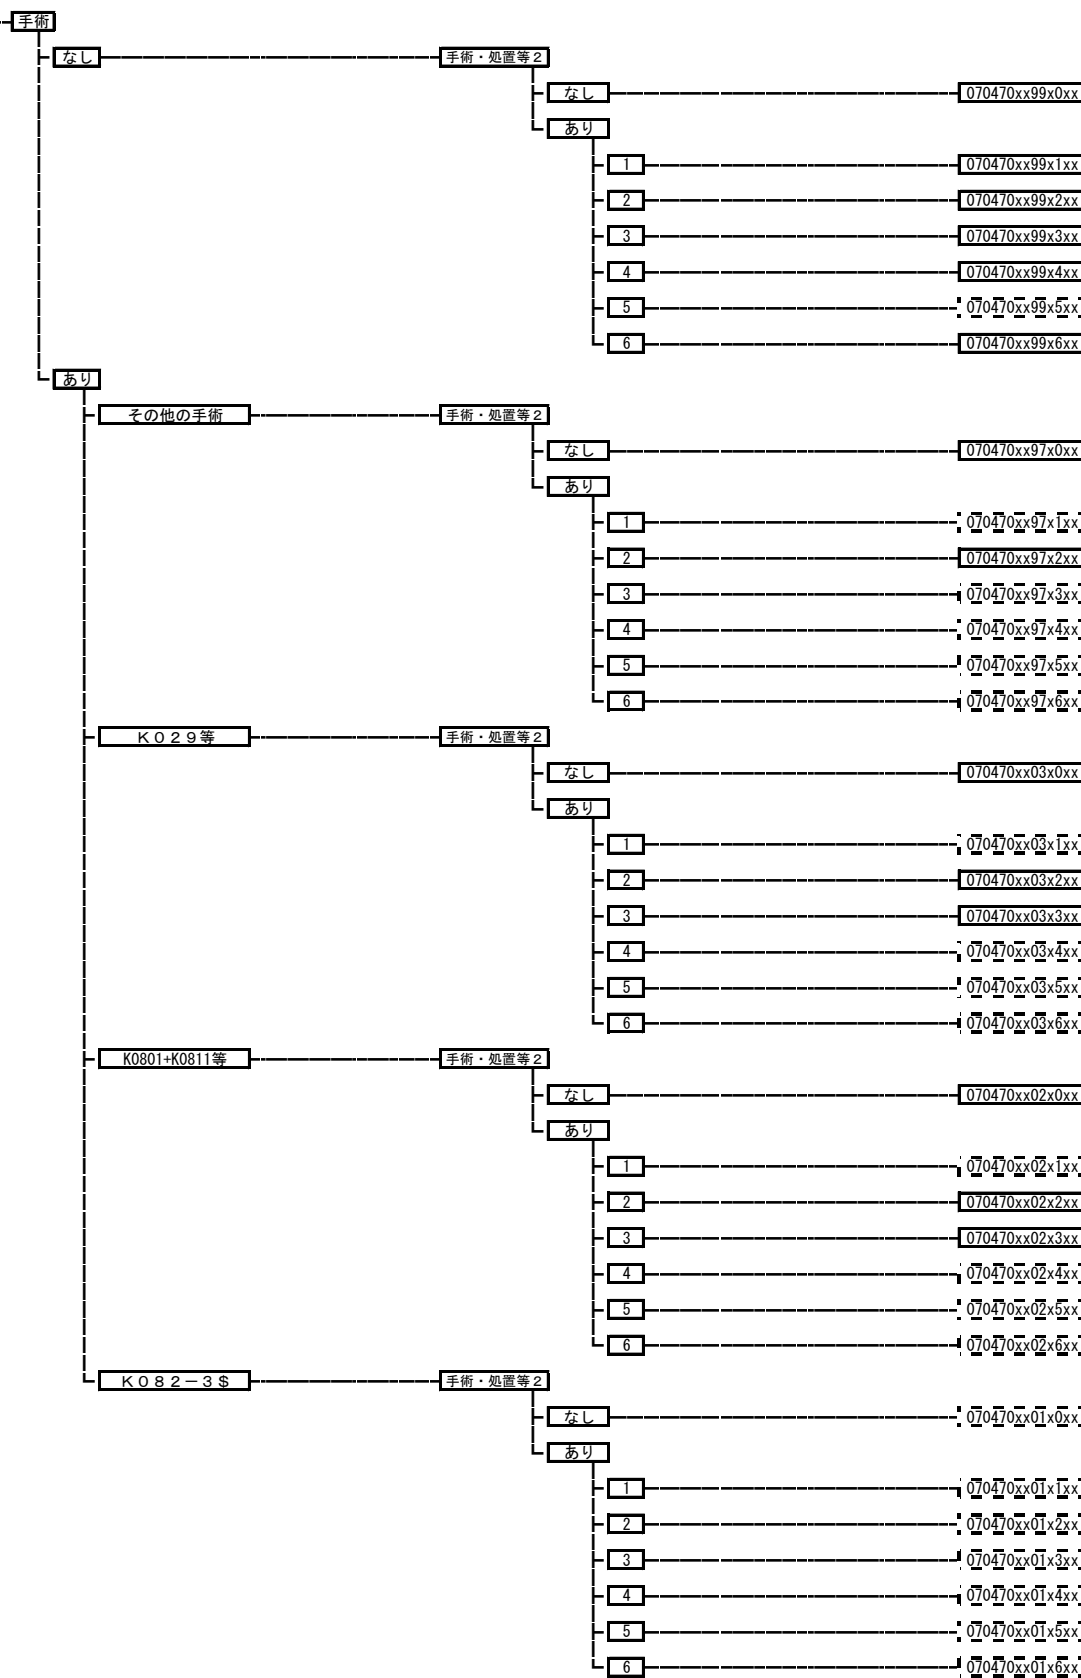 手術
なし 手術・処置等２
なし 070470xx99x0xx
あり
1 070470xx99x1xx
2 070470xx99x2xx
3 070470xx99x3xx
4 070470xx99x4xx
5 070470xx99x5xx
6 070470xx99x6xx
あり
その他の手術 手術・処置等２
なし 070470xx97x0xx
あり
1 070470xx97x1xx
2 070470xx97x2xx
3 070470xx97x3xx
4 070470xx97x4xx
5 070470xx97x5xx
6 070470xx97x6xx
Ｋ０２９等 手術・処置等２
なし 070470xx03x0xx
あり
1 070470xx03x1xx
2 070470xx03x2xx
3 070470xx03x3xx
4 070470xx03x4xx
5 070470xx03x5xx
6 070470xx03x6xx
K0801+K0811等 手術・処置等２
なし 070470xx02x0xx
あり
1 070470xx02x1xx
2 070470xx02x2xx
3 070470xx02x3xx
4 070470xx02x4xx
5 070470xx02x5xx
6 070470xx02x6xx
Ｋ０８２－３＄ 手術・処置等２
なし 070470xx01x0xx
あり
1 070470xx01x1xx
2 070470xx01x2xx
3 070470xx01x3xx
4 070470xx01x4xx
5 070470xx01x5xx
6 070470xx01x6xx